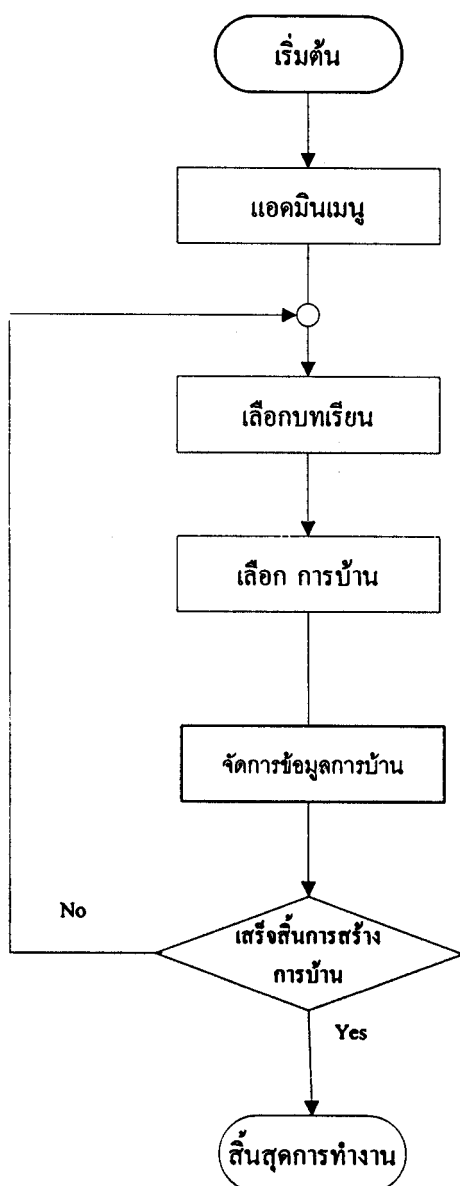 เริ่มต้น
แอดมินเมนู
เลือกบทเรียน
เลือก การบ้าน
จัดการข้อมูลการบ้าน
No
เสร็จสิ้นการสร้าง
การบ้าน
Yes
สิ้นสุดการทำงาน